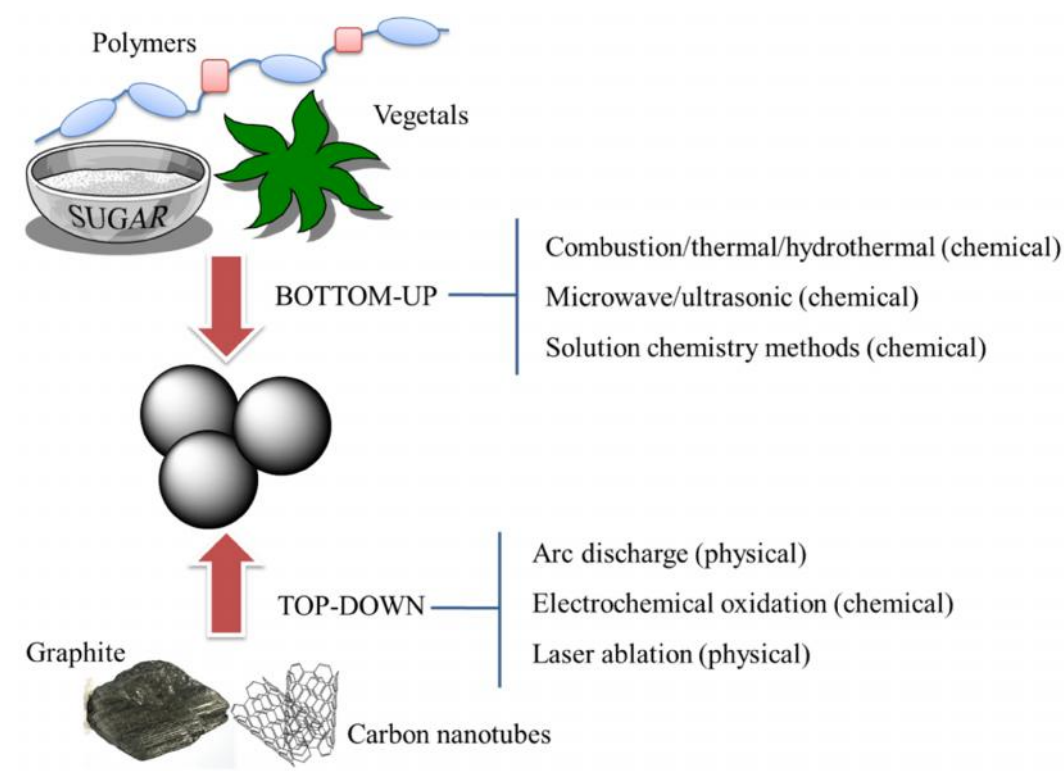 Polymers
Vegetals
SUGAR
BOTTOM-UP
Combustion/thermal/hydrothermal (chemical)
Microwave/ultrasonic (chemical)
Solution chemistry methods (chemical)
TOP-DOWN
Arc discharge (physical)
Electrochemical oxidation (chemical)
Laser ablation (physical)
Graphite
Carbon nanotubes